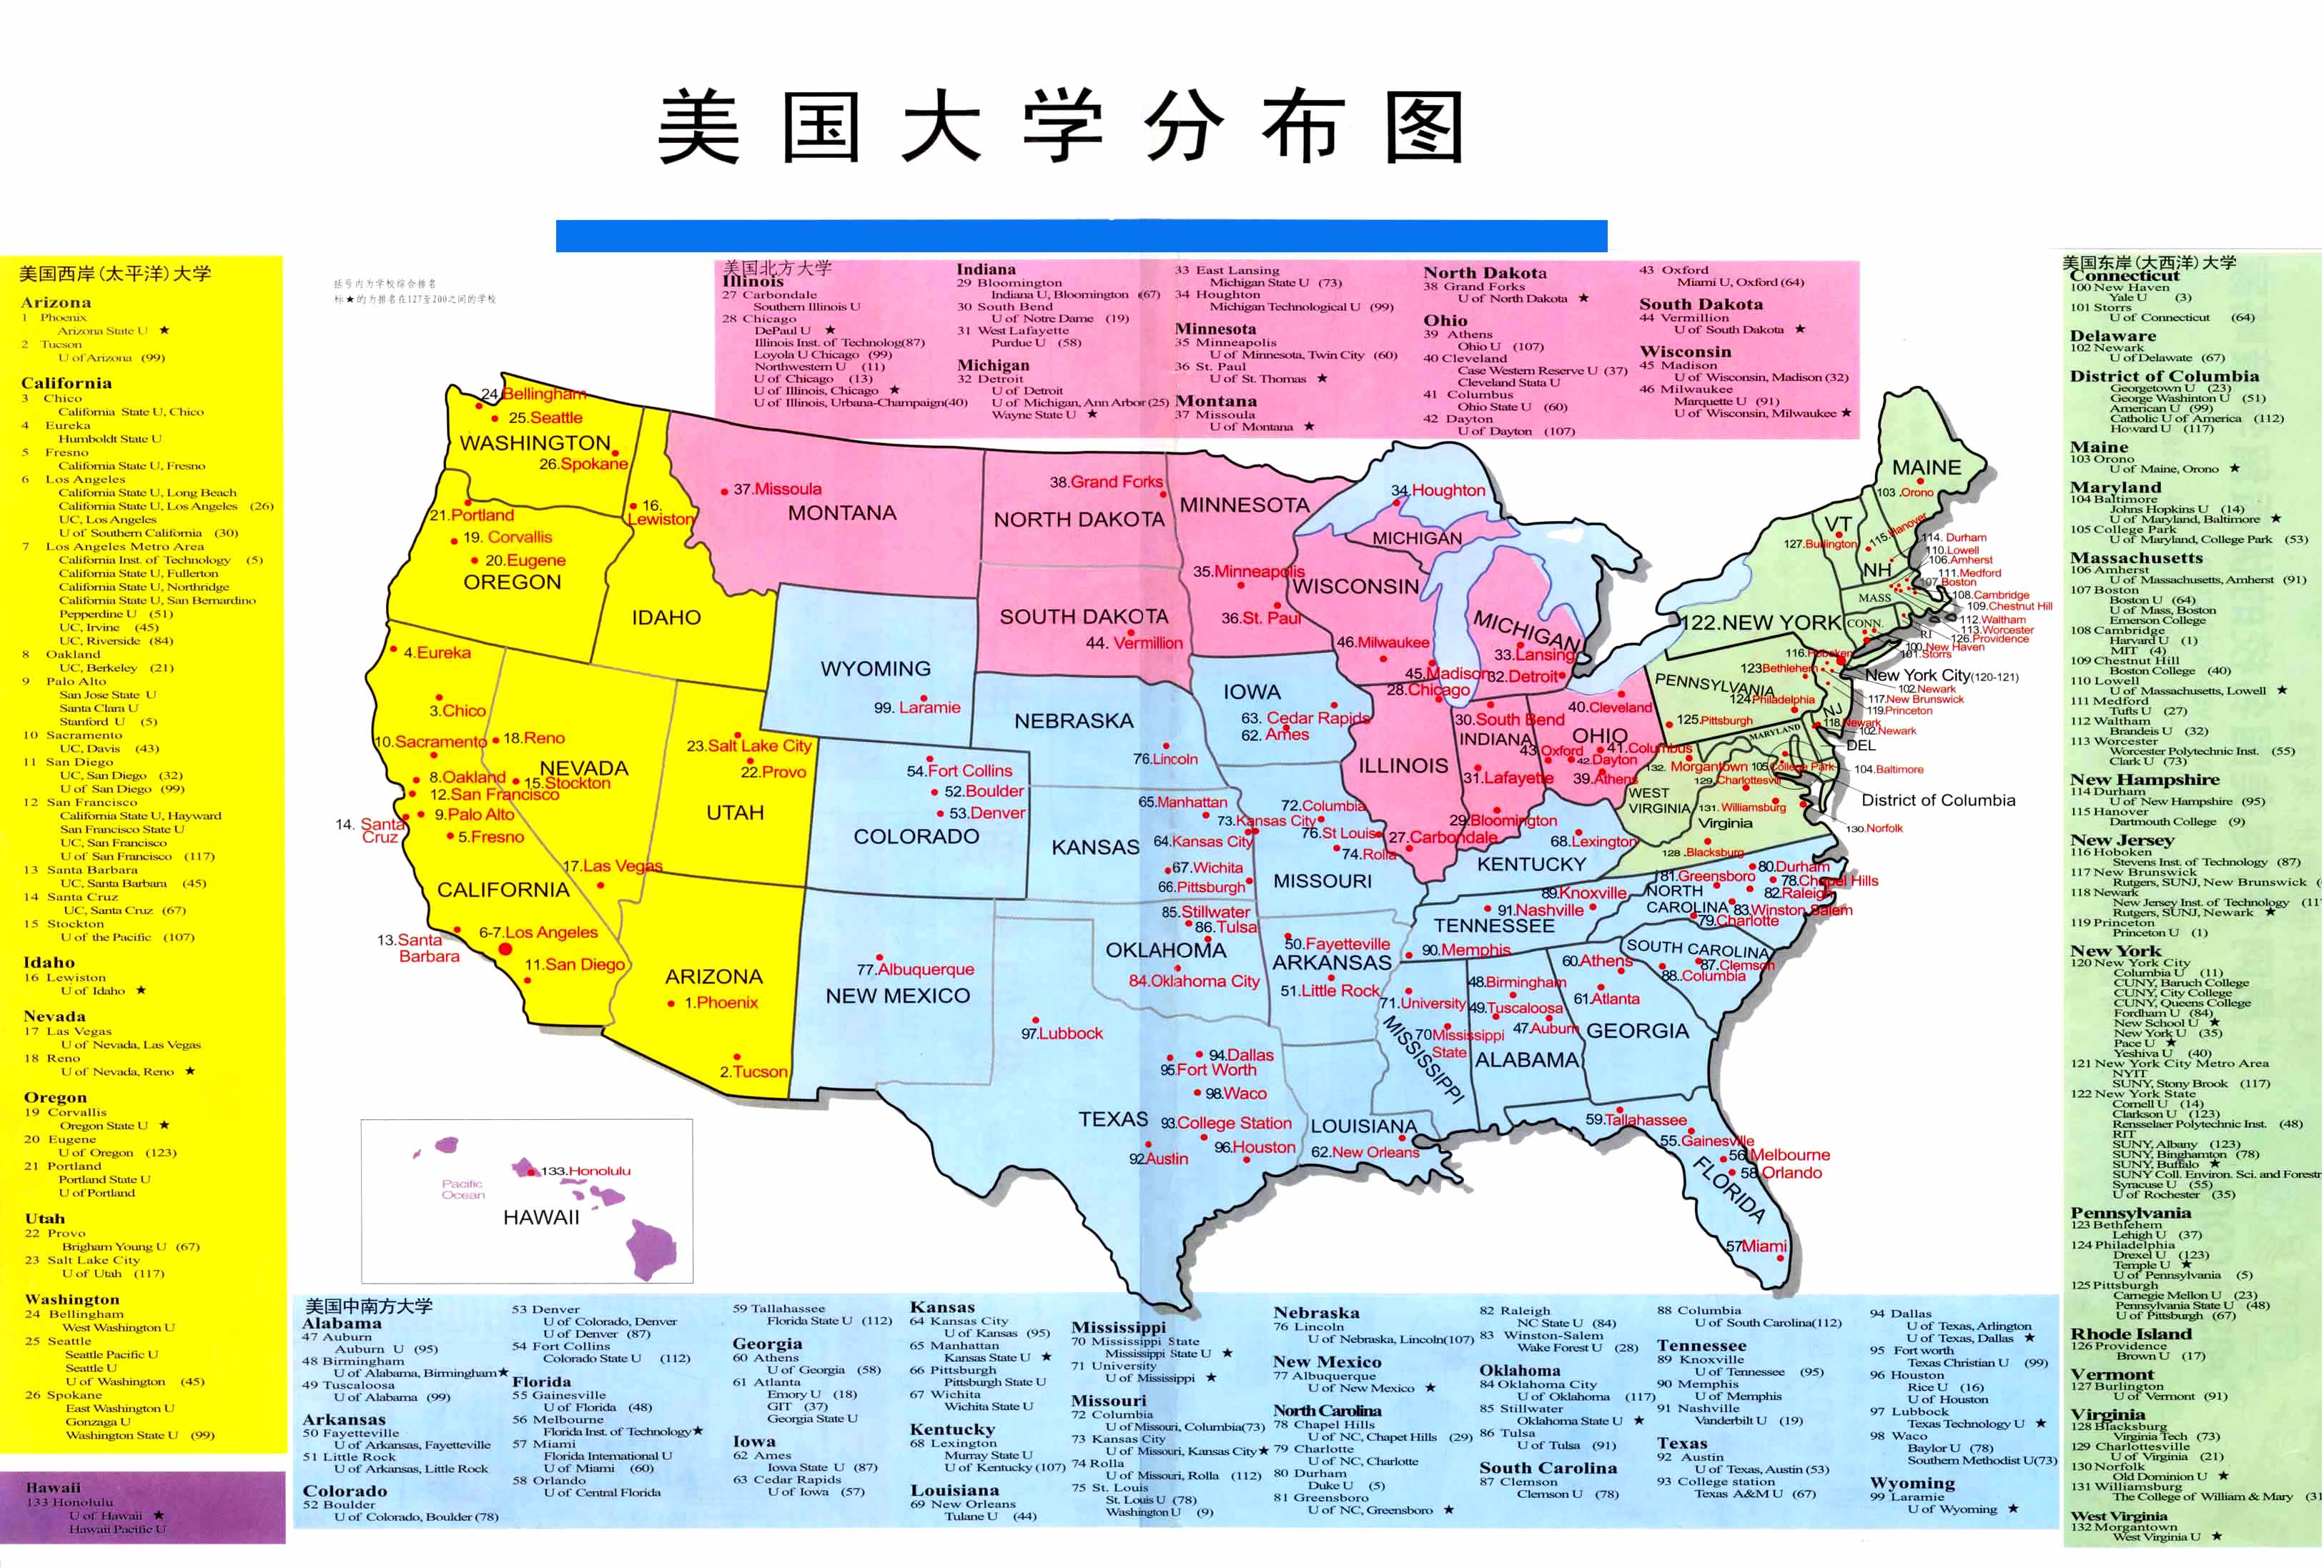 美国大学分布图
美国西岸(太平洋)大学
Arizona
1 Phoenix
Arizona State U ★
2 Tucson
U of Arizona (99)
California
3 Chico
California State U, Chico
4 Eureka
Humboldt State U
5 Fresno
California State U, Fresno
6 Los Angeles
California State U, Long Beach
California State U, Los Angeles (26)
UC, Los Angeles
U of Southern California (30)
7 Los Angeles Metro Area
California Inst. of Technology (5)
California State U, Fullerton
California State U, Northridge
California State U, San Bernardino
Pepperdine U (51)
UC, Irvine (45)
UC, Riverside (84)
8 Oakland
UC, Berkeley (21)
9 Palo Alto
San Jose State U
Santa Clara U
Stanford U (5)
10 Sacramento
UC, Davis (43)
11 San Diego
UC, San Diego (32)
U of San Diego (99)
12 San Francisco
California State U, Hayward
San Francisco State U
UC, San Francisco
U of San Francisco (117)
13 Santa Barbara
UC, Santa Barbara (45)
14 Santa Cruz
UC, Santa Cruz (67)
15 Stockton
U of the Pacific (107)
Idaho
16 Lewiston
U of Idaho ★
Nevada
17 Las Vegas
U of Nevada, Las Vegas
18 Reno
U of Nevada, Reno ★
Oregon
19 Corvallis
Oregon State U ★
20 Eugene
U of Oregon (123)
21 Portland
Portland State U
U of Portland
Utah
22 Provo
Brigham Young U (67)
23 Salt Lake City
U of Utah (117)
Washington
24 Bellingham
West Washington U
25 Seattle
Seattle Pacific U
Seattle U
U of Washington (45)
26 Spokane
East Washington U
Gonzaga U
Washington State U (99)
Hawaii
133 Honolulu
U of Hawaii ★
Hawaii Pacific U
括号内为学校综合排名
标★的为排名在127至200之间的学校
美国北方大学
Illinois
27 Carbondale
Southern Illinois U
28 Chicago
DePaul U ★
Illinois Inst. of Technolog(87)
Loyola U Chicago (99)
Northwestern U (11)
U of Chicago (13)
U of Illinois, Chicago ★
U of Illinois, Urbana-Champaign(40)
Indiana
29 Bloomington
Indiana U, Bloomington (67)
30 South Bend
U of Notre Dame (19)
31 West Lafayette
Purdue U (58)
Michigan
32 Detroit
U of Detroit
U of Michigan, Ann Arbor (25)
Wayne State U ★
33 East Lansing
Michigan State U (73)
34 Houghton
Michigan Technological U (99)
Minnesota
35 Minneapolis
U of Minnesota, Twin City (60)
36 St. Paul
U of St. Thomas ★
Montana
37 Missoula
U of Montana ★
North Dakota
38 Grand Forks
U of North Dakota ★
Ohio
39 Athens
Ohio U (107)
40 Cleveland
Case Western Reserve U (37)
Cleveland Stata U
41 Columbus
Ohio State U (60)
42 Dayton
U of Dayton (107)
43 Oxford
Miami U, Oxford (64)
South Dakota
44 Vermillion
U of South Dakota ★
Wisconsin
45 Madison
U of Wisconsin, Madison (32)
46 Milwaukee
Marquette U (91)
U of Wisconsin, Milwaukee ★
24.Bellingham
25.Seattle
WASHINGTON
26.Spokane
21.Portland
19. Corvallis
20.Eugene
OREGON
16.
Lewiston
IDAHO
37.Missoula
MONTANA
38.Grand Forks
NORTH DAKOTA
MINNESOTA
35.Minneapolis
36.St. Paul
SOUTH DAKOTA
44. Vermillion
34.Houghton
MICHIGAN
WISCONSIN
46.Milwaukee
45.Madison
MICHIGAN
33.Lansing
32.Detroit
28.Chicago
4.Eureka
3.Chico
10.Sacramento
18.Reno
NEVADA
8.Oakland
15.Stockton
12.San Francisco
9.Palo Alto
14. Santa
Cruz
5.Fresno
17.Las Vegas
CALIFORNIA
13.Santa
Barbara
6-7.Los Angeles
11.San Diego
23.Salt Lake City
22.Provo
UTAH
ARIZONA
1.Phoenix
2.Tucson
WYOMING
99. Laramie
54.Fort Collins
52.Boulder
53.Denver
COLORADO
77.Albuquerque
NEW MEXICO
NEBRASKA
76.Lincoln
IOWA
63. Cedar Rapids
62. Ames
65.Manhattan
KANSAS
64.Kansas City
67.Wichita
66.Pittsburgh
72.Columbia
73.Kansas City
76.St Louis
74.Rolla
MISSOURI
ILLINOIS
27.Carbondale
30.South Bend
INDIANA
31.Lafayette
29.Bloomington
40.Cleveland
OHIO
43.Oxford
41.Columbus
42.Dayton
39.Athens
85.Stillwater
86.Tulsa
OKLAHOMA
84.Oklahoma City
50.Fayetteville
ARKANSAS
51.Little Rock
97.Lubbock
94.Dallas
95.Fort Worth
98.Waco
TEXAS
93.College Station
96.Houston
92.Austin
LOUISIANA
62.New Orleans
71.University
70.Mississippi
State
MISSISSIPPI
48.Birmingham
49.Tuscaloosa
47.Auburn
ALABAMA
60.Athens
61.Atlanta
GEORGIA
68.Lexington
KENTUCKY
89.Knoxville
91.Nashville
TENNESSEE
90.Memphis
80.Durham
81.Greensboro
78.Chapel Hills
NORTH
CAROLINA
82.Raleigh
83.Winston Salem
79.Charlotte
SOUTH CAROLINA
87.Clemson
88.Columbia
59.Tallahassee
55.Gainesville
56.Melbourne
58.Orlando
FLORIDA
57Miami
MAINE
103 .Orono
VT
127.Burlington
115.Hanover
NH
MASS
CONN.
RI
114. Durham
110.Lowell
106.Amherst
111.Medford
107.Boston
108.Cambridge
109.Chestnut Hill
112.Waltham
113.Worcester
126.Providence
100.New Haven
101.Storrs
122.NEW YORK
116.Hoboken
New York City(120-121)
123Bethlehem
PENNSYLVANIA
124.Philadelphia
125.Pittsburgh
NJ
102.Newark
117.New Brunswick
119.Princeton
118.Newark
102.Newark
DEL
MARYLAND
132. Morgantown
105.College Park
104.Baltimore
129.Charlottesvill
District of Columbia
WEST
VIRGINIA
131.Williamsburg
Virginia
130.Norfolk
128 .Blacksburg
133.Honolulu
Pacific
Ocean
HAWAII
美国中南方大学
Alabama
47 Auburn
Auburn U (95)
48 Birmingham
U of Alabama, Birmingham★
49 Tuscaloosa
U of Alabama (99)
Arkansas
50 Fayetteville
U of Arkansas, Fayetteville
51 Little Rock
U of Arkansas, Little Rock
Colorado
52 Boulder
U of Colorado, Boulder (78)
53 Denver
U of Colorado, Denver
U of Denver (87)
54 Fort Collins
Colorado State U (112)
Florida
55 Gainesville
U of Florida (48)
56 Melbourne
Florida Inst. of Technology★
57 Miami
Florida International U
U of Miami (60)
58 Orlando
U of Central Florida
59 Tallahassee
Florida State U (112)
Georgia
60 Athens
U of Georgia (58)
61 Atlanta
Emory U (18)
GIT (37)
Georgia State U
Iowa
62 Ames
Iowa State U (87)
63 Cedar Rapids
U of Iowa (57)
Kansas
64 Kansas City
U of Kansas (95)
65 Manhattan
Kansas State U ★
66 Pittsburgh
Pittsburgh State U
67 Wichita
Wichita State U
Kentucky
68 Lexington
Murray State U
U of Kentucky (107)
Louisiana
69 New Orleans
Tulane U (44)
Mississippi
70 Mississippi State
Mississippi State U ★
71 University
U of Mississippi ★
Missouri
72 Columbia
U of Missouri, Columbia(73)
73 Kansas City
U of Missouri, Kansas City★
74 Rolla
U of Missouri, Rolla (112)
75 St. Louis
St. Louis U (78)
Washington U (9)
Nebraska
76 Lincoln
U of Nebraska, Lincoln(107)
New Mexico
77 Albuquerque
U of New Mexico ★
North Carolina
78 Chapel Hills
U of NC, Chapet Hills (29)
79 Charlotte
U of NC, Charlotte
80 Durham
Duke U (5)
81 Greensboro
U of NC, Greensboro ★
82 Raleigh
NC State U (84)
83 Winston-Salem
Wake Forest U (28)
Oklahoma
84 Oklahoma City
U of Oklahoma (117)
85 Stillwater
Oklahoma State U ★
86 Tulsa
U of Tulsa (91)
South Carolina
87 Clemson
Clemson U (78)
88 Columbia
U of South Carolina(112)
Tennessee
89 Knoxville
U of Tennessee (95)
90 Memphis
U of Memphis
91 Nashville
Vanderbilt U (19)
Texas
92 Austin
U of Texas, Austin (53)
93 College station
Texas A&M U (67)
94 Dallas
U of Texas, Arlington
U of Texas, Dallas ★
95 Fort worth
Texas Christian U (99)
96 Houston
Rice U (16)
U of Houston
97 Lubbock
Texas Technology U ★
98 Waco
Baylor U (78)
Southern Methodist U(73)
Wyoming
99 Laramie
U of Wyoming ★
美国东岸(大西洋)大学
Connecticut
100 New Haven
Yale U (3)
101 Storrs
U of Connecticut (64)
Delaware
102 Newark
U of Delawate (67)
District of Columbia
Georgetown U (23)
George Washinton U (51)
American U (99)
Catholic U of America (112)
Howard U (117)
Maine
103 Orono
U of Maine, Orono ★
Maryland
104 Baltimore
Johns Hopkins U (14)
U of Maryland, Baltimore ★
105 College Park
U of Maryland, College Park (53)
Massachusetts
106 Amherst
U of Massachusetts, Amherst (91)
107 Boston
Boston U (64)
U of Mass, Boston
Emerson College
108 Cambridge
Harvard U (1)
MIT (4)
109 Chestnut Hill
Boston College (40)
110 Lowell
U of Massachusetts, Lowell ★
111 Medford
Tufts U (27)
112 Waltham
Brandeis U (32)
113 Worcester
Worcester Polytechnic Inst. (55)
Clark U (73)
New Hampshire
114 Durham
U of New Hampshire (95)
115 Hanover
Dartmouth College (9)
New Jersey
116 Hoboken
Stevens Inst. of Technology (87)
117 New Brunswick
Rutgers, SUNJ, New Brunswick (
118 Newark
New Jersey Inst. of Technology (11
Rutgers, SUNJ, Newark ★
119 Princeton
Princeton U (1)
New York
120 New York City
Columbia U (11)
CUNY, Baruch College
CUNY, City College
CUNY, Queens College
Fordham U (84)
New School U ★
New York U (35)
Pace U ★
Yeshiva U (40)
121 New York City Metro Area
NYIT
SUNY, Stony Brook (117)
122 New York State
Cornell U (14)
Clarkson U (123)
Rensselaer Polytechnic Inst. (48)
RIT
SUNY, Albany (123)
SUNY, Binghamton (78)
SUNY, Buffalo ★
SUNY Coll. Environ. Sci. and Forestr
Syracuse U (55)
U of Rochester (35)
Pennsylvania
123 Bethlehem
Lehigh U (37)
124 Philadelphia
Drexel U (123)
Temple U ★
U of Pennsylvania (5)
125 Pittsburgh
Carnegie Mellon U (23)
Pennsylvania State U (48)
U of Pittsburgh (67)
Rhode Island
126 Providence
Brown U (17)
Vermont
127 Burlington
U of Vermont (91)
Virginia
128 Blacksburg
Virginia Tech (73)
129 Charlottesville
U of Virginia (21)
130 Norfolk
Old Dominion U ★
131 Williamsburg
The College of William & Mary (31
West Virginia
132 Morgantown
West Virginia U ★